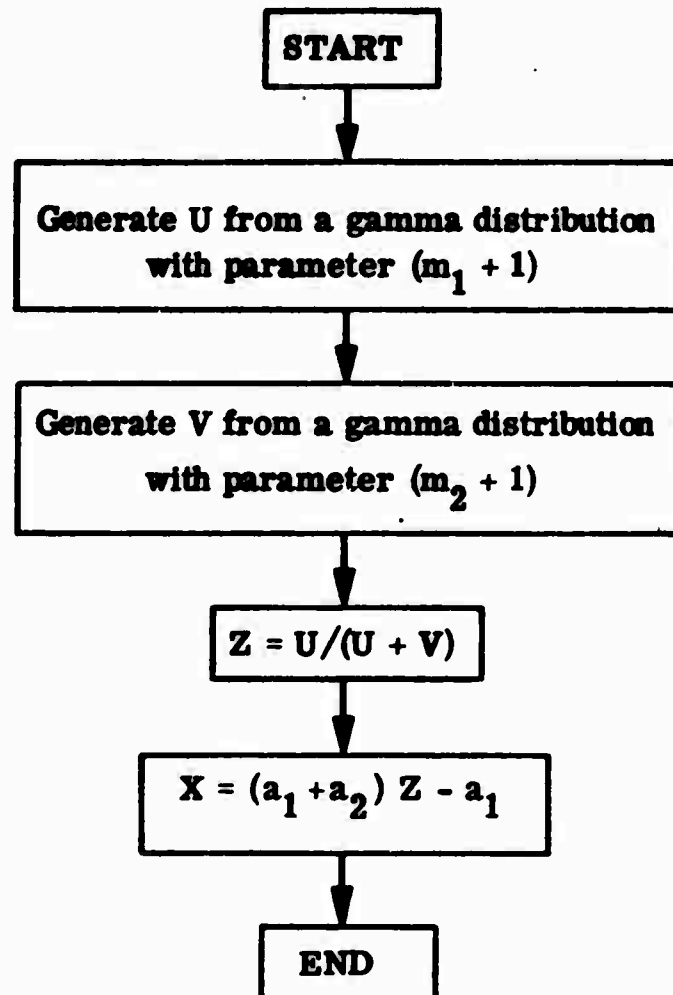 START
Generate U from a gamma distribution
with parameter (m₁ + 1)
Generate V from a gamma distribution
with parameter (m₂ + 1)
Z = U/(U + V)
X = (a₁ +a₂) Z - a₁
END